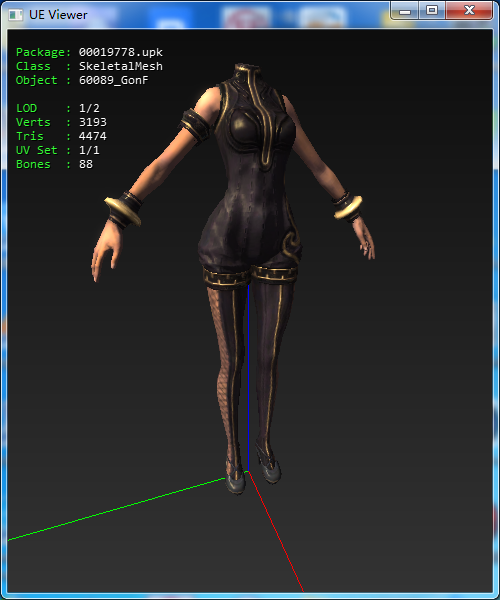 UE Viewer
Package: 00019778.upk
Class : SkeletalMesh
Object : 60089_GonF
LOD : 1/2
Verts : 3193
Tris : 4474
UV Set : 1/1
Bones : 88